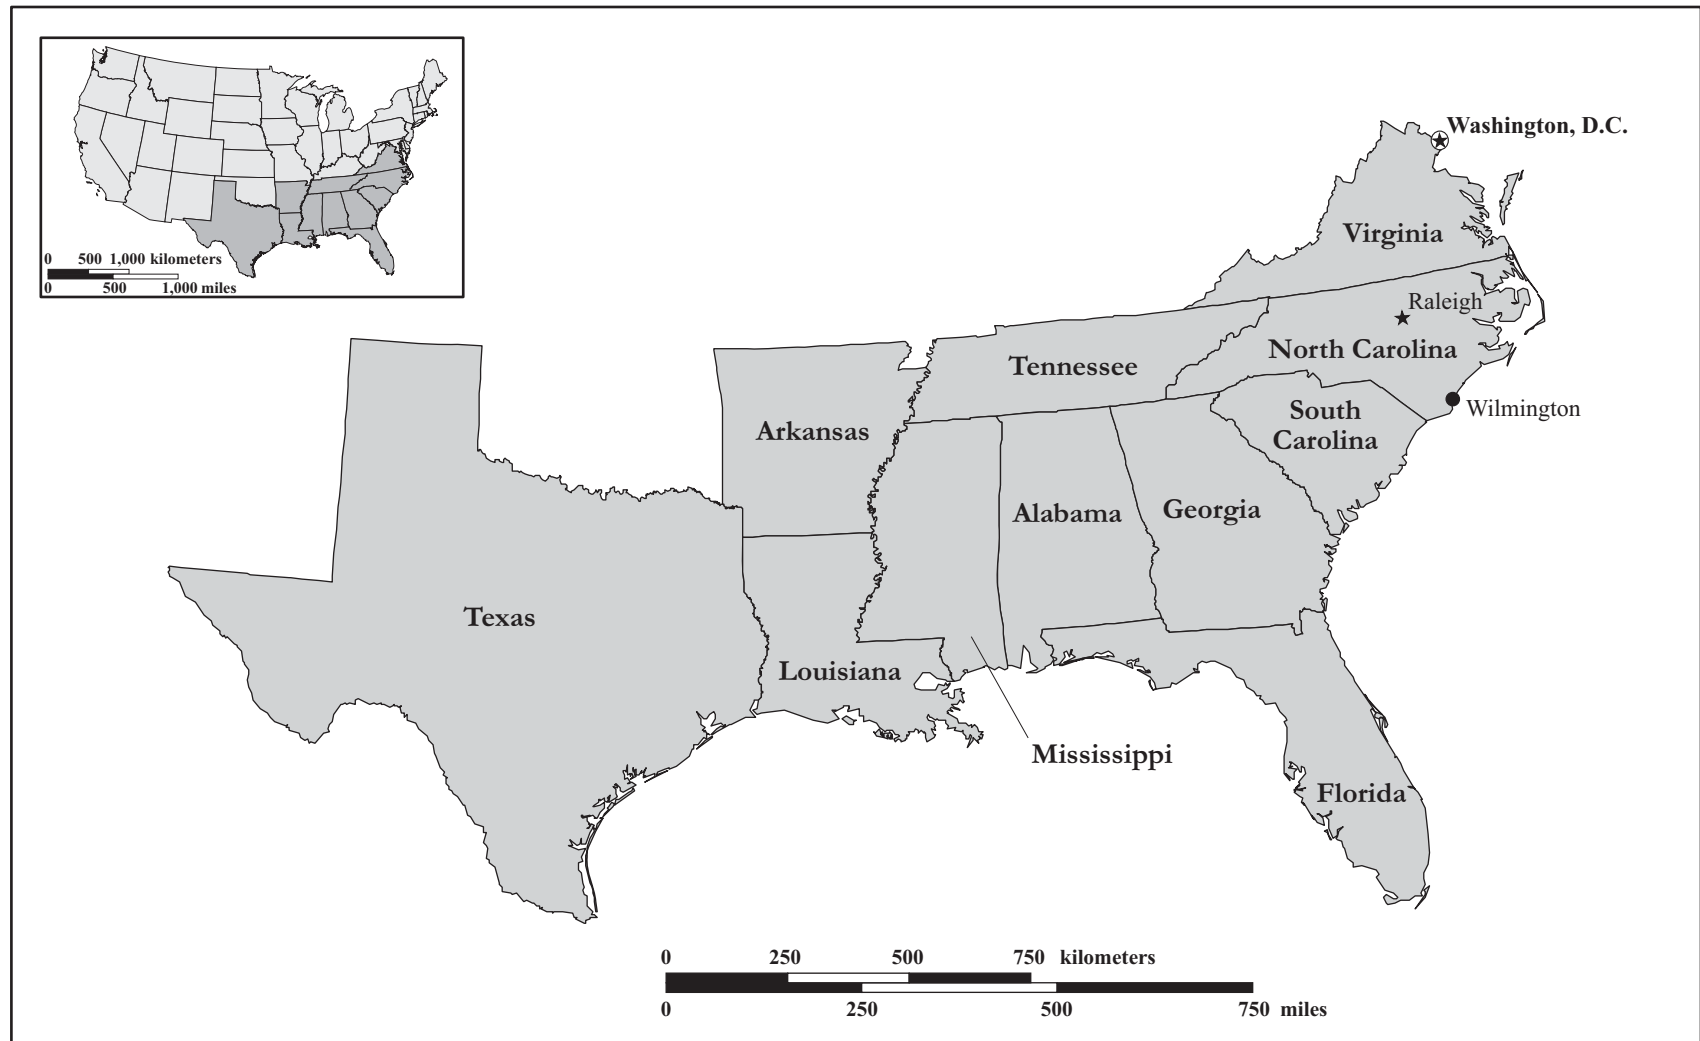 0 500 1,000 kilometers
0 500 1,000 miles
Washington, D.C.
Virginia
Raleigh
North Carolina
Tennessee
Wilmington
South
Carolina
Arkansas
Georgia
Alabama
Texas
Louisiana
Mississippi
Florida
0 250 500 750 kilometers
0 250 500 750 miles